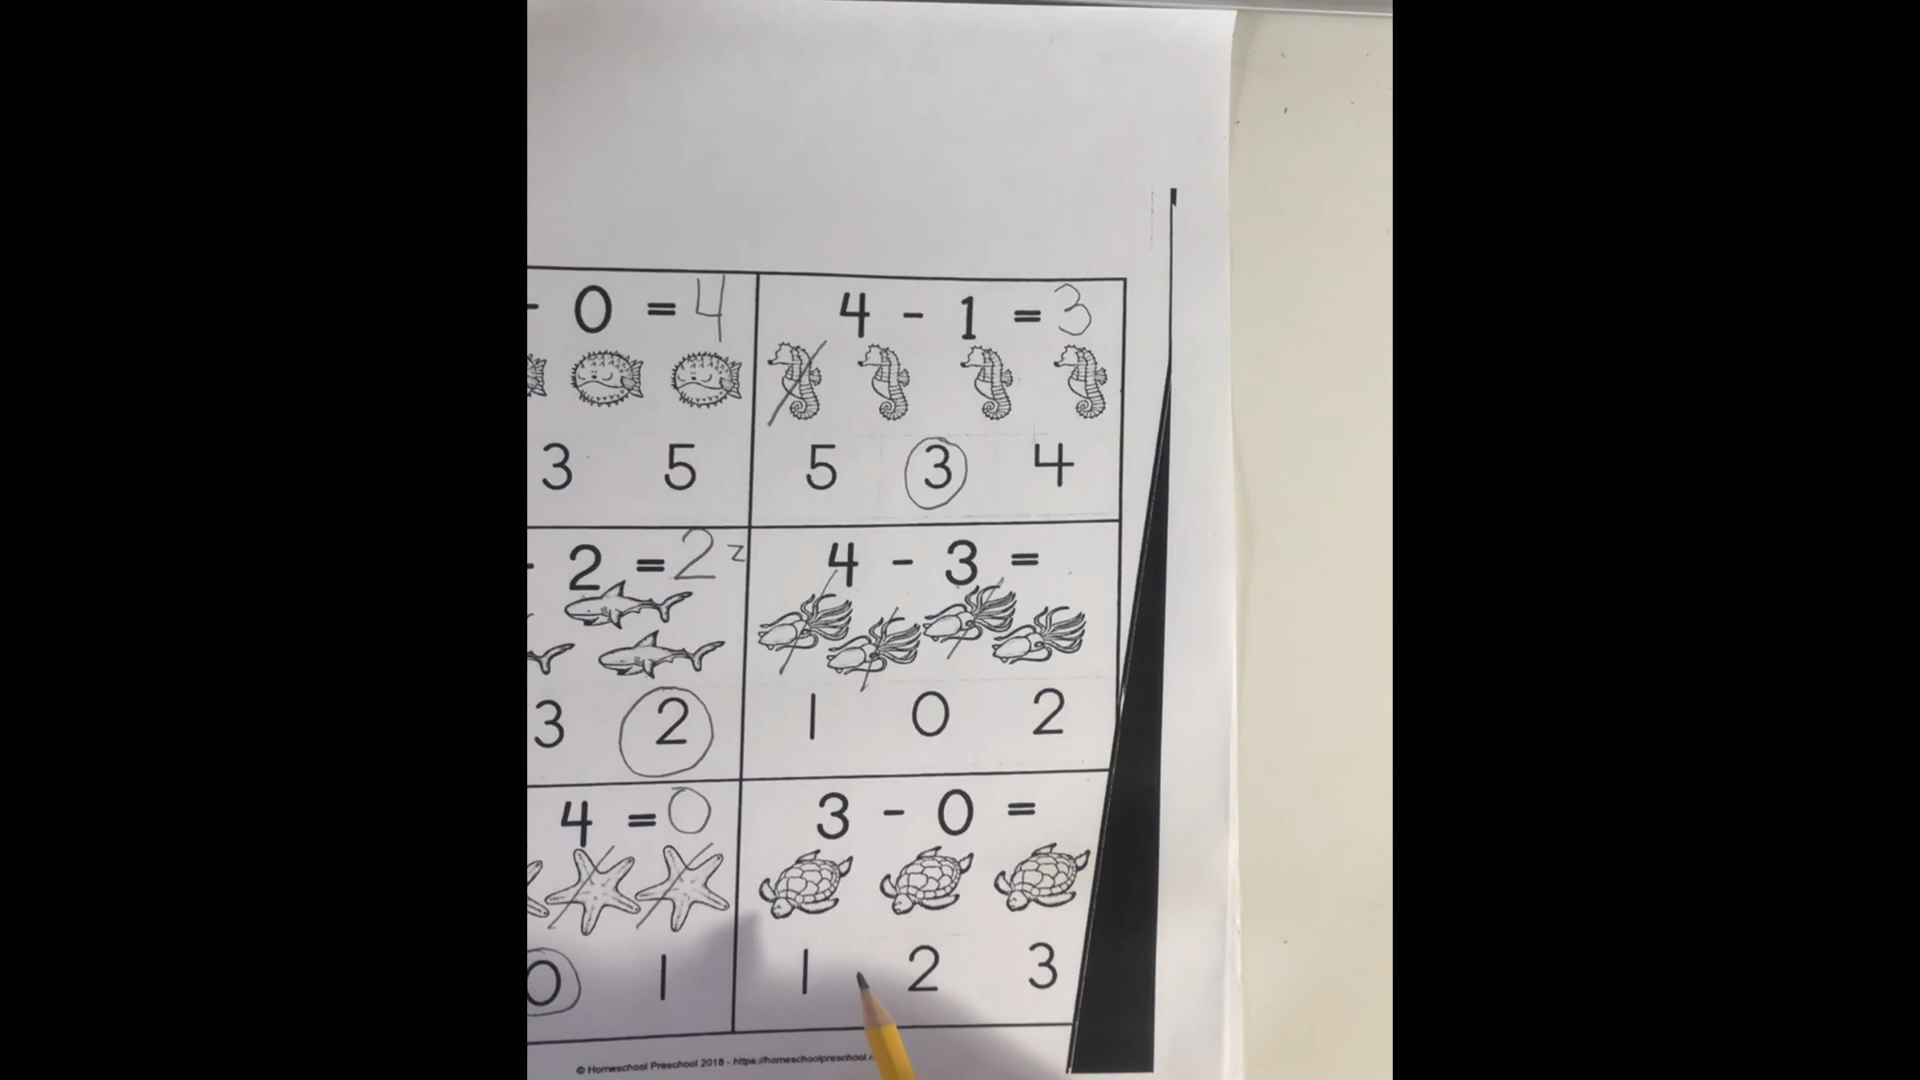 - 0 = 4
3 5
4 - 1 = 3
5 3 4
- 2 = 2 z
3 2
4 - 3 =
1 0 2
4 = 0
0 1
3 - 0 =
1 2 3
© Homeschool Preschool 2018 - https://homeschoolpreschool.